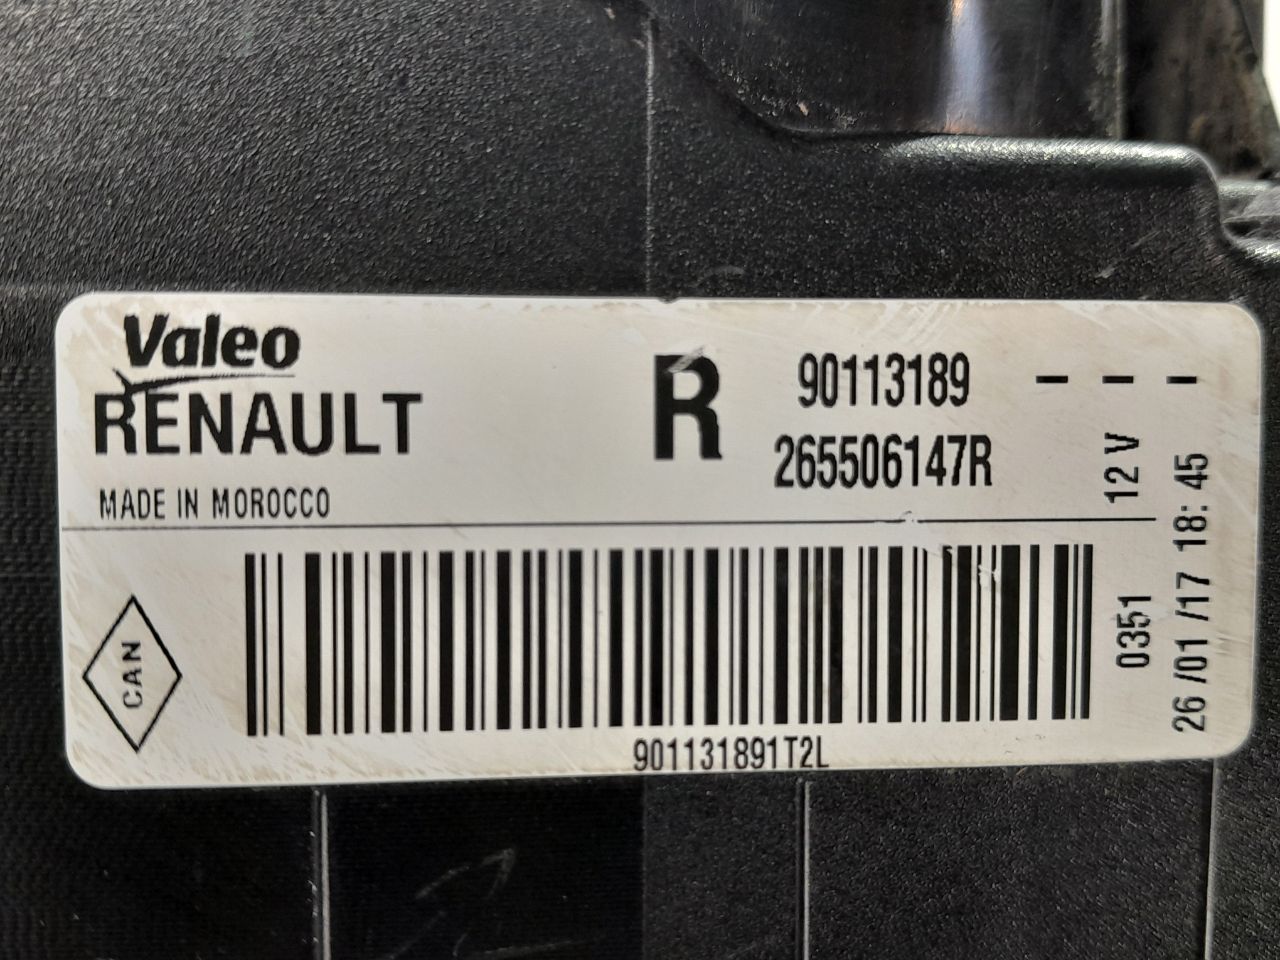 Valeo
RENAULT
MADE IN MOROCCO
R
90113189 - - -
265506147R
12 V
CAN
901131891T2L
0351
26 /01 /17 18: 45